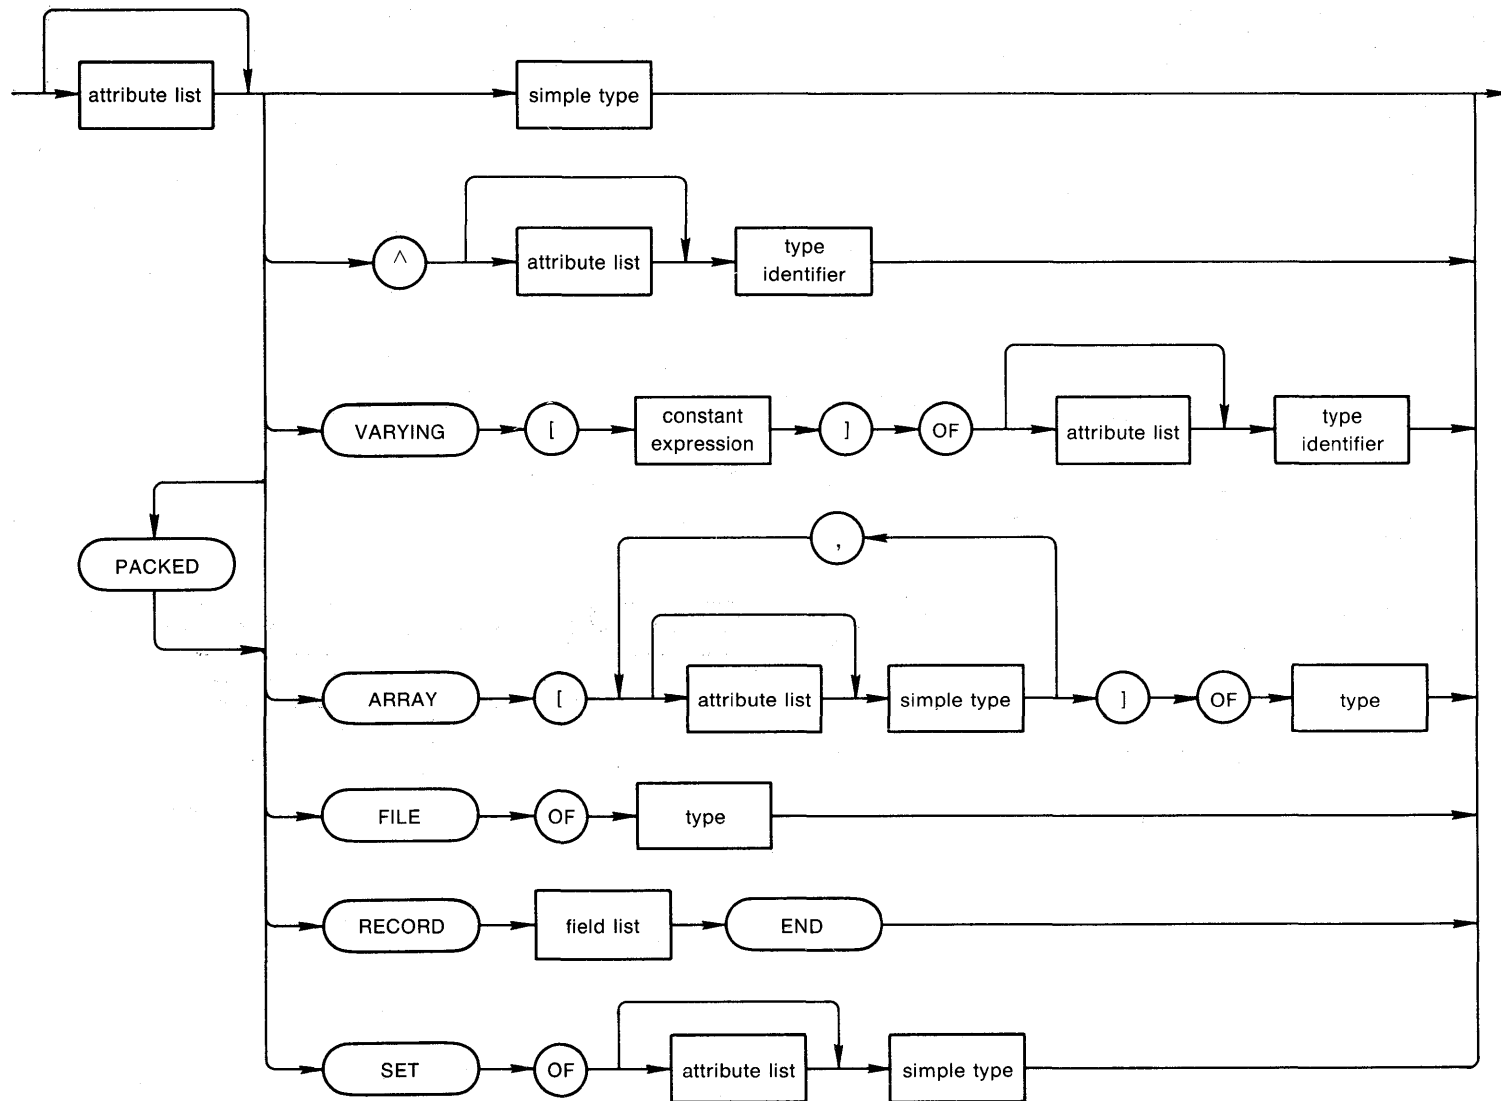 attribute list simple type
^ attribute list type identifier
VARYING [ constant expression ] OF attribute list type identifier
PACKED
,
ARRAY [ attribute list simple type ] OF type
FILE OF type
RECORD field list END
SET OF attribute list simple type